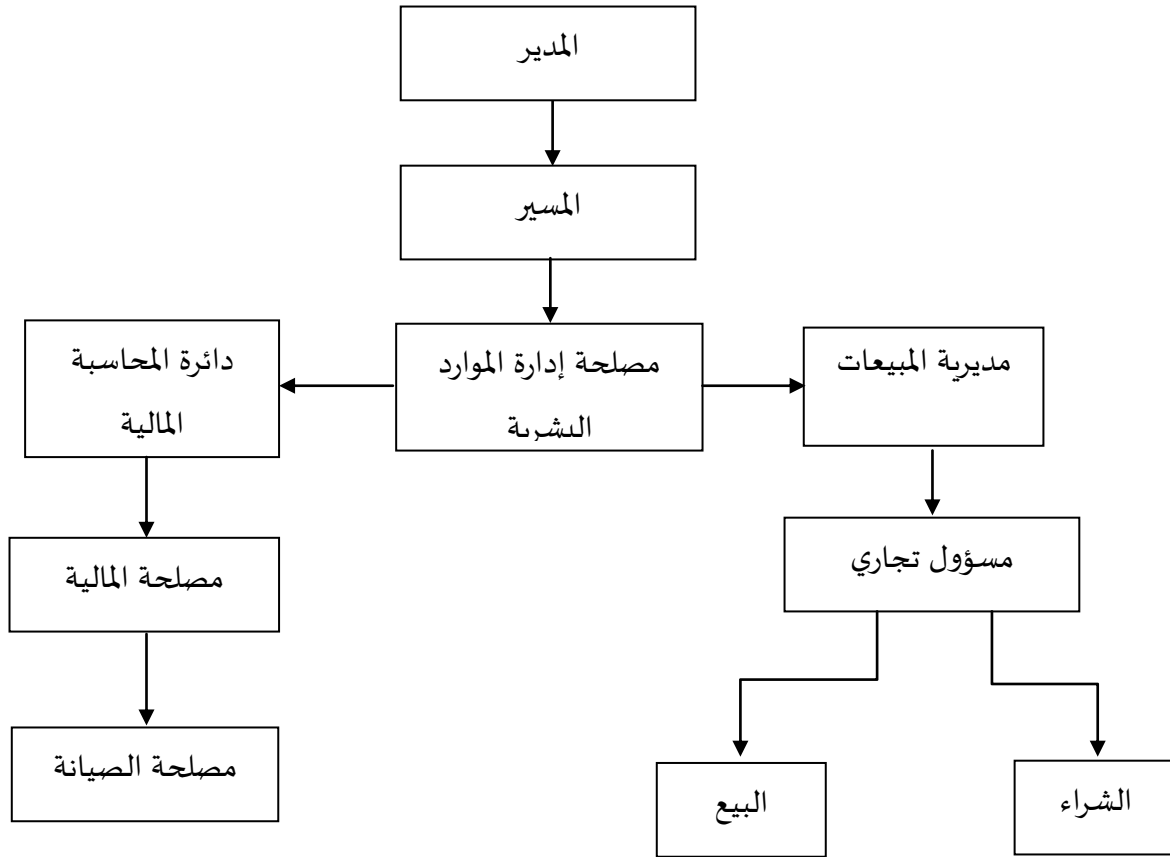 المدير
المسير
مديرية المبيعات
مصلحة إدارة الموارد
البشرية
دائرة المحاسبة
المالية
مسؤول تجاري
مصلحة المالية
الشراء
البيع
مصلحة الصيانة